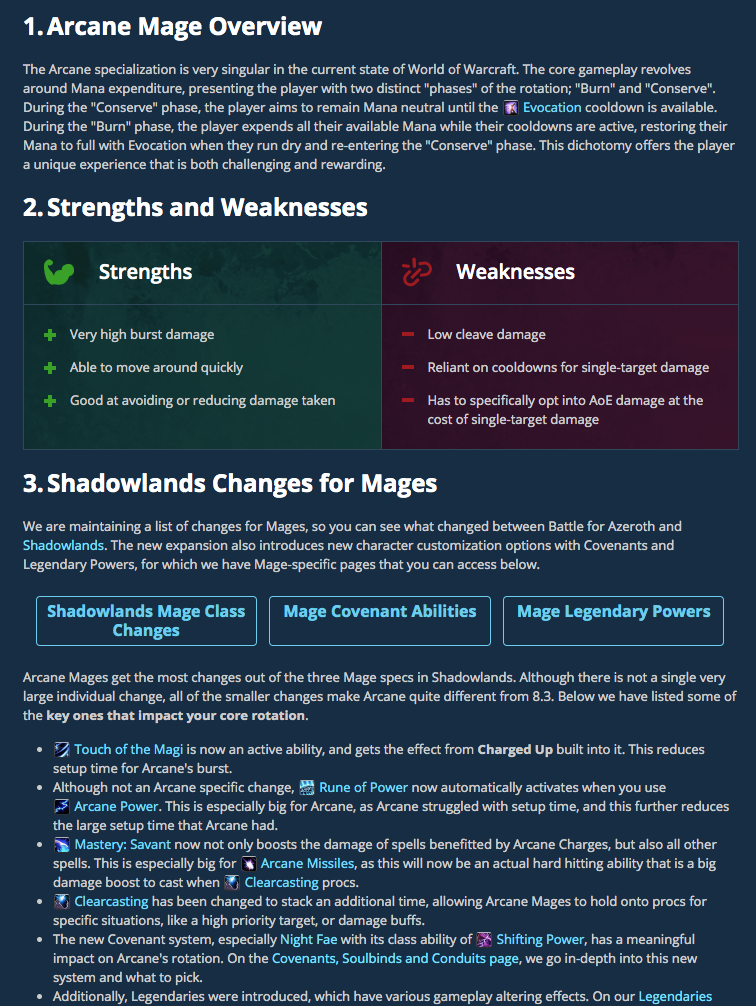 1. Arcane Mage Overview
The Arcane specialization is very singular in the current state of World of Warcraft. The core gameplay revolves
around Mana expenditure, presenting the player with two distinct "phases" of the rotation; "Burn" and "Conserve".
During the "Conserve" phase, the player aims to remain Mana neutral until the Evocation cooldown is available.
During the "Burn" phase, the player expends all their available Mana while their cooldowns are active, restoring their
Mana to full with Evocation when they run dry and re-entering the "Conserve" phase. This dichotomy offers the player
a unique experience that is both challenging and rewarding.
2. Strengths and Weaknesses
Strengths
Very high burst damage
Able to move around quickly
Good at avoiding or reducing damage taken
Weaknesses
Low cleave damage
Reliant on cooldowns for single-target damage
Has to specifically opt into AoE damage at the
cost of single-target damage
3. Shadowlands Changes for Mages
We are maintaining a list of changes for Mages, so you can see what changed between Battle for Azeroth and
Shadowlands. The new expansion also introduces new character customization options with Covenants and
Legendary Powers, for which we have Mage-specific pages that you can access below.
Shadowlands Mage Class
Changes
Mage Covenant Abilities
Mage Legendary Powers
Arcane Mages get the most changes out of the three Mage specs in Shadowlands. Although there is not a single very
large individual change, all of the smaller changes make Arcane quite different from 8.3. Below we have listed some of
the key ones that impact your core rotation.
• Touch of the Magi is now an active ability, and gets the effect from Charged Up built into it. This reduces
setup time for Arcane's burst.
• Although not an Arcane specific change, Rune of Power now automatically activates when you use
Arcane Power. This is especially big for Arcane, as Arcane struggled with setup time, and this further reduces
the large setup time that Arcane had.
• Mastery: Savant now not only boosts the damage of spells benefitted by Arcane Charges, but also all other
spells. This is especially big for Arcane Missiles, as this will now be an actual hard hitting ability that is a big
damage boost to cast when Clearcasting procs.
• Clearcasting has been changed to stack an additional time, allowing Arcane Mages to hold onto procs for
specific situations, like a high priority target, or damage buffs.
• The new Covenant system, especially Night Fae with its class ability of Shifting Power, has a meaningful
impact on Arcane's rotation. On the Covenants, Soulbinds and Conduits page, we go in-depth into this new
system and what to pick.
• Additionally, Legendaries were introduced, which have various gameplay altering effects. On our Legendaries